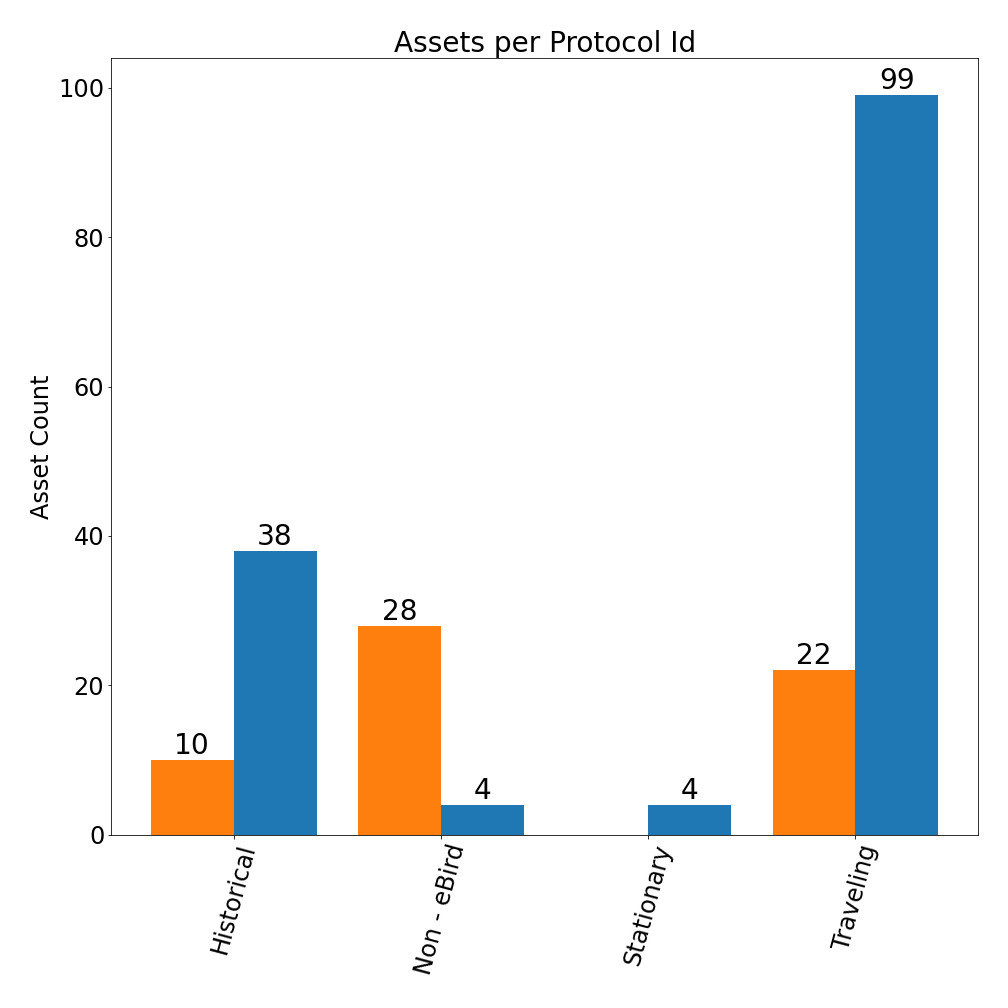 Assets per Protocol Id
Asset Count
100
80
60
40
20
0
10
38
28
4
4
22
99
Historical
Non - eBird
Stationary
Traveling